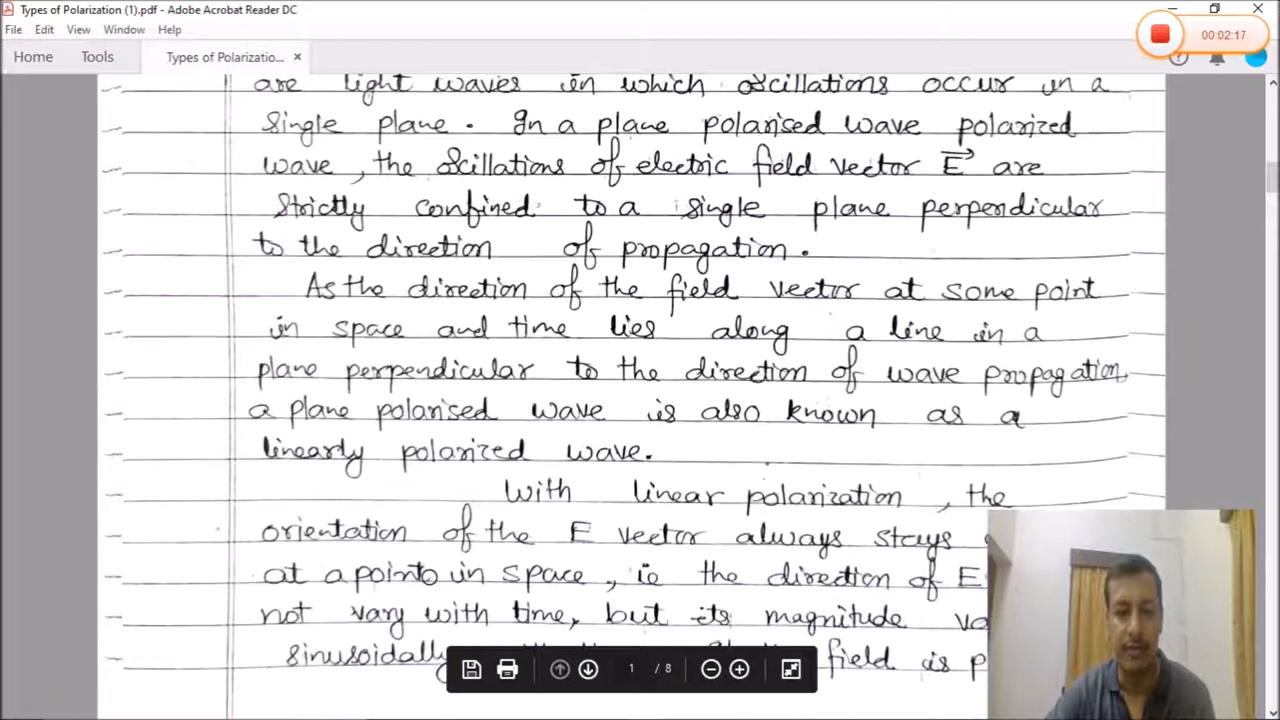 Types of Polarization (1).pdf - Adobe Acrobat Reader DC
File Edit View Window Help
00:02:17
Home Tools Types of Polarizatio... ×
are light waves in which oscillations occur in a
single plane. In a plane polarised wave polarized
wave, the oscillations of electric field vector E→ are
strictly confined to a single plane perpendicular
to the direction of propagation.
As the direction of the field vector at some point
in space and time lies along a line in a
plane perpendicular to the direction of wave propagation,
a plane polarised wave is also known as a
linearly polarized wave.
With linear polarization, the
orientation of the E vector always stays
at a point in space, ie the direction of E
not vary with time, but its magnitude va
sinusoidally field is p
1 / 8